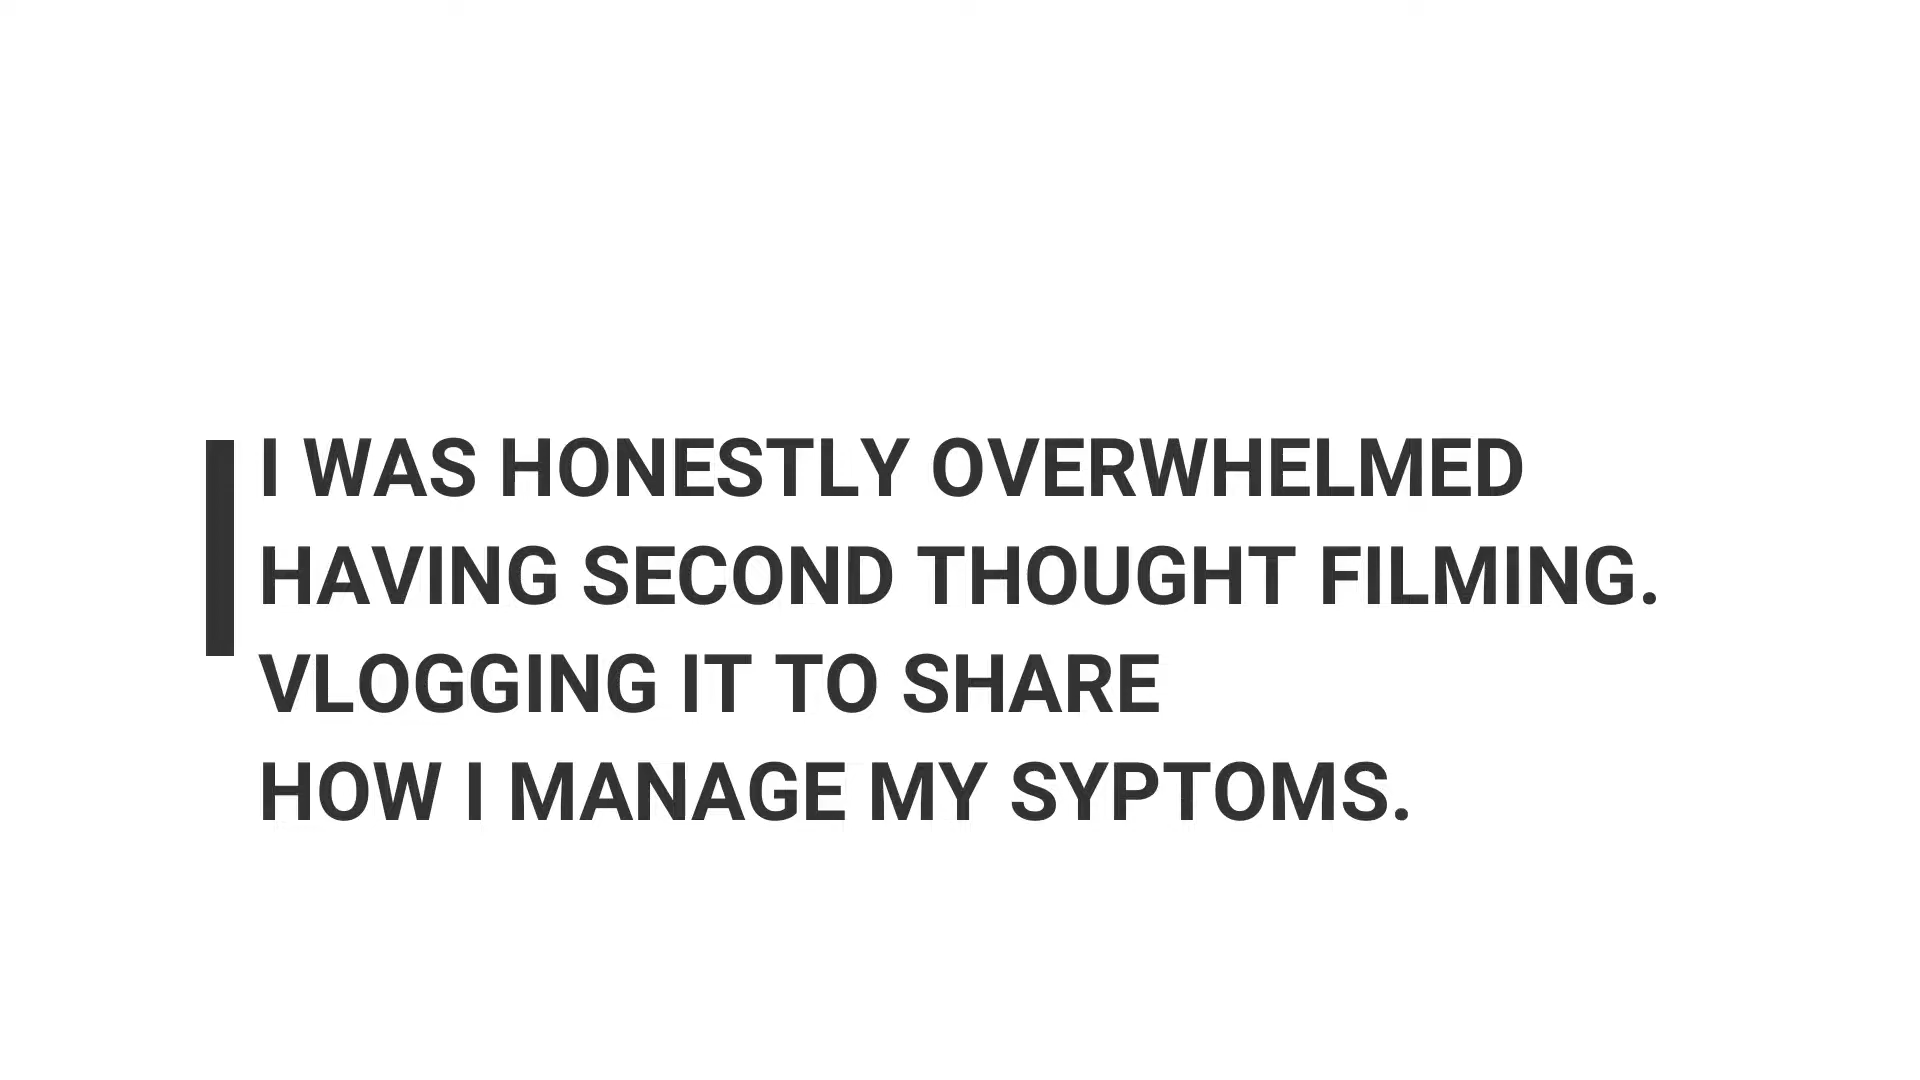 I WAS HONESTLY OVERWHELMED
HAVING SECOND THOUGHT FILMING.
VLOGGING IT TO SHARE
HOW I MANAGE MY SYPTOMS.